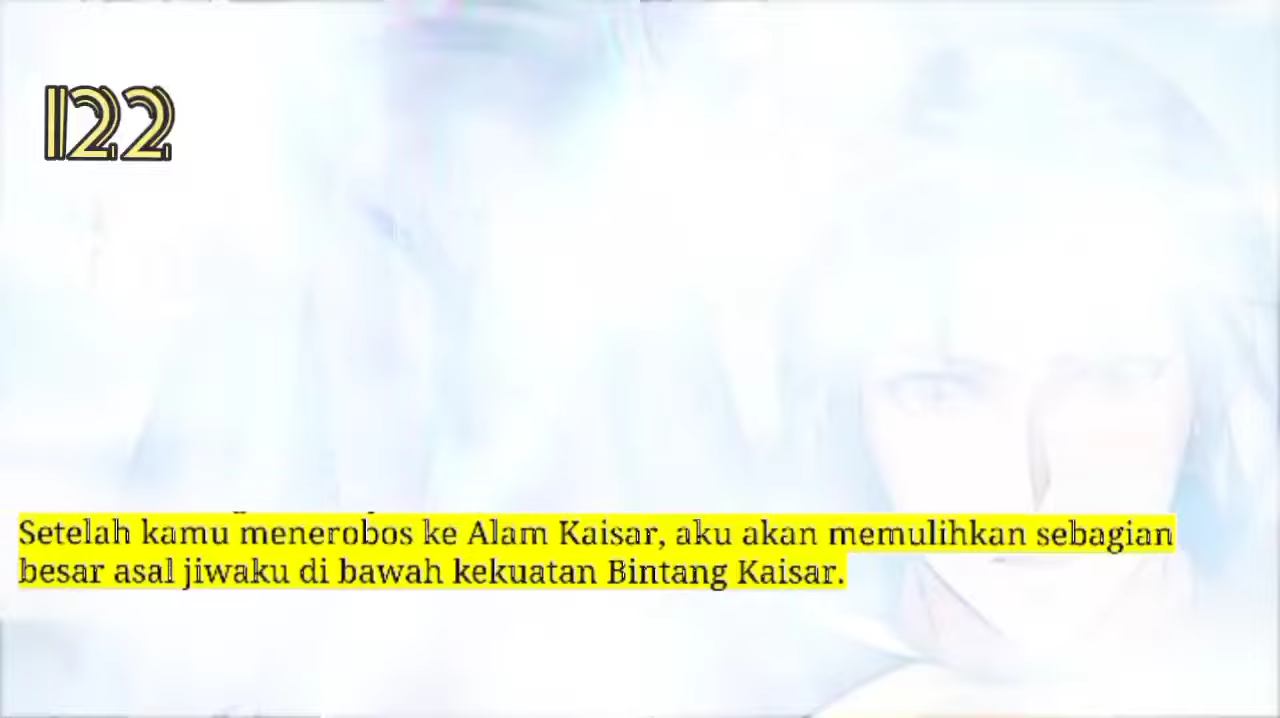 122
Setelah kamu menerobos ke Alam Kaisar, aku akan memulihkan sebagian
besar asal jiwaku di bawah kekuatan Bintang Kaisar.